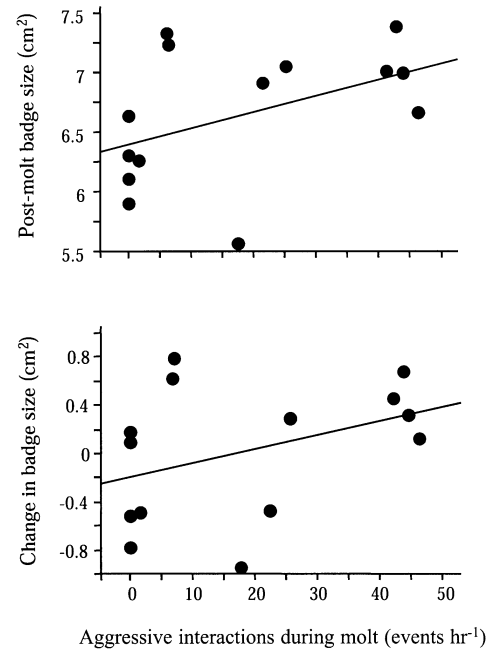 Post-molt badge size (cm²)
7.5
7
6.5
6
5.5
Change in badge size (cm²)
0.8
0.4
0
-0.4
-0.8
0 10 20 30 40 50
Aggressive interactions during molt (events hr⁻¹)